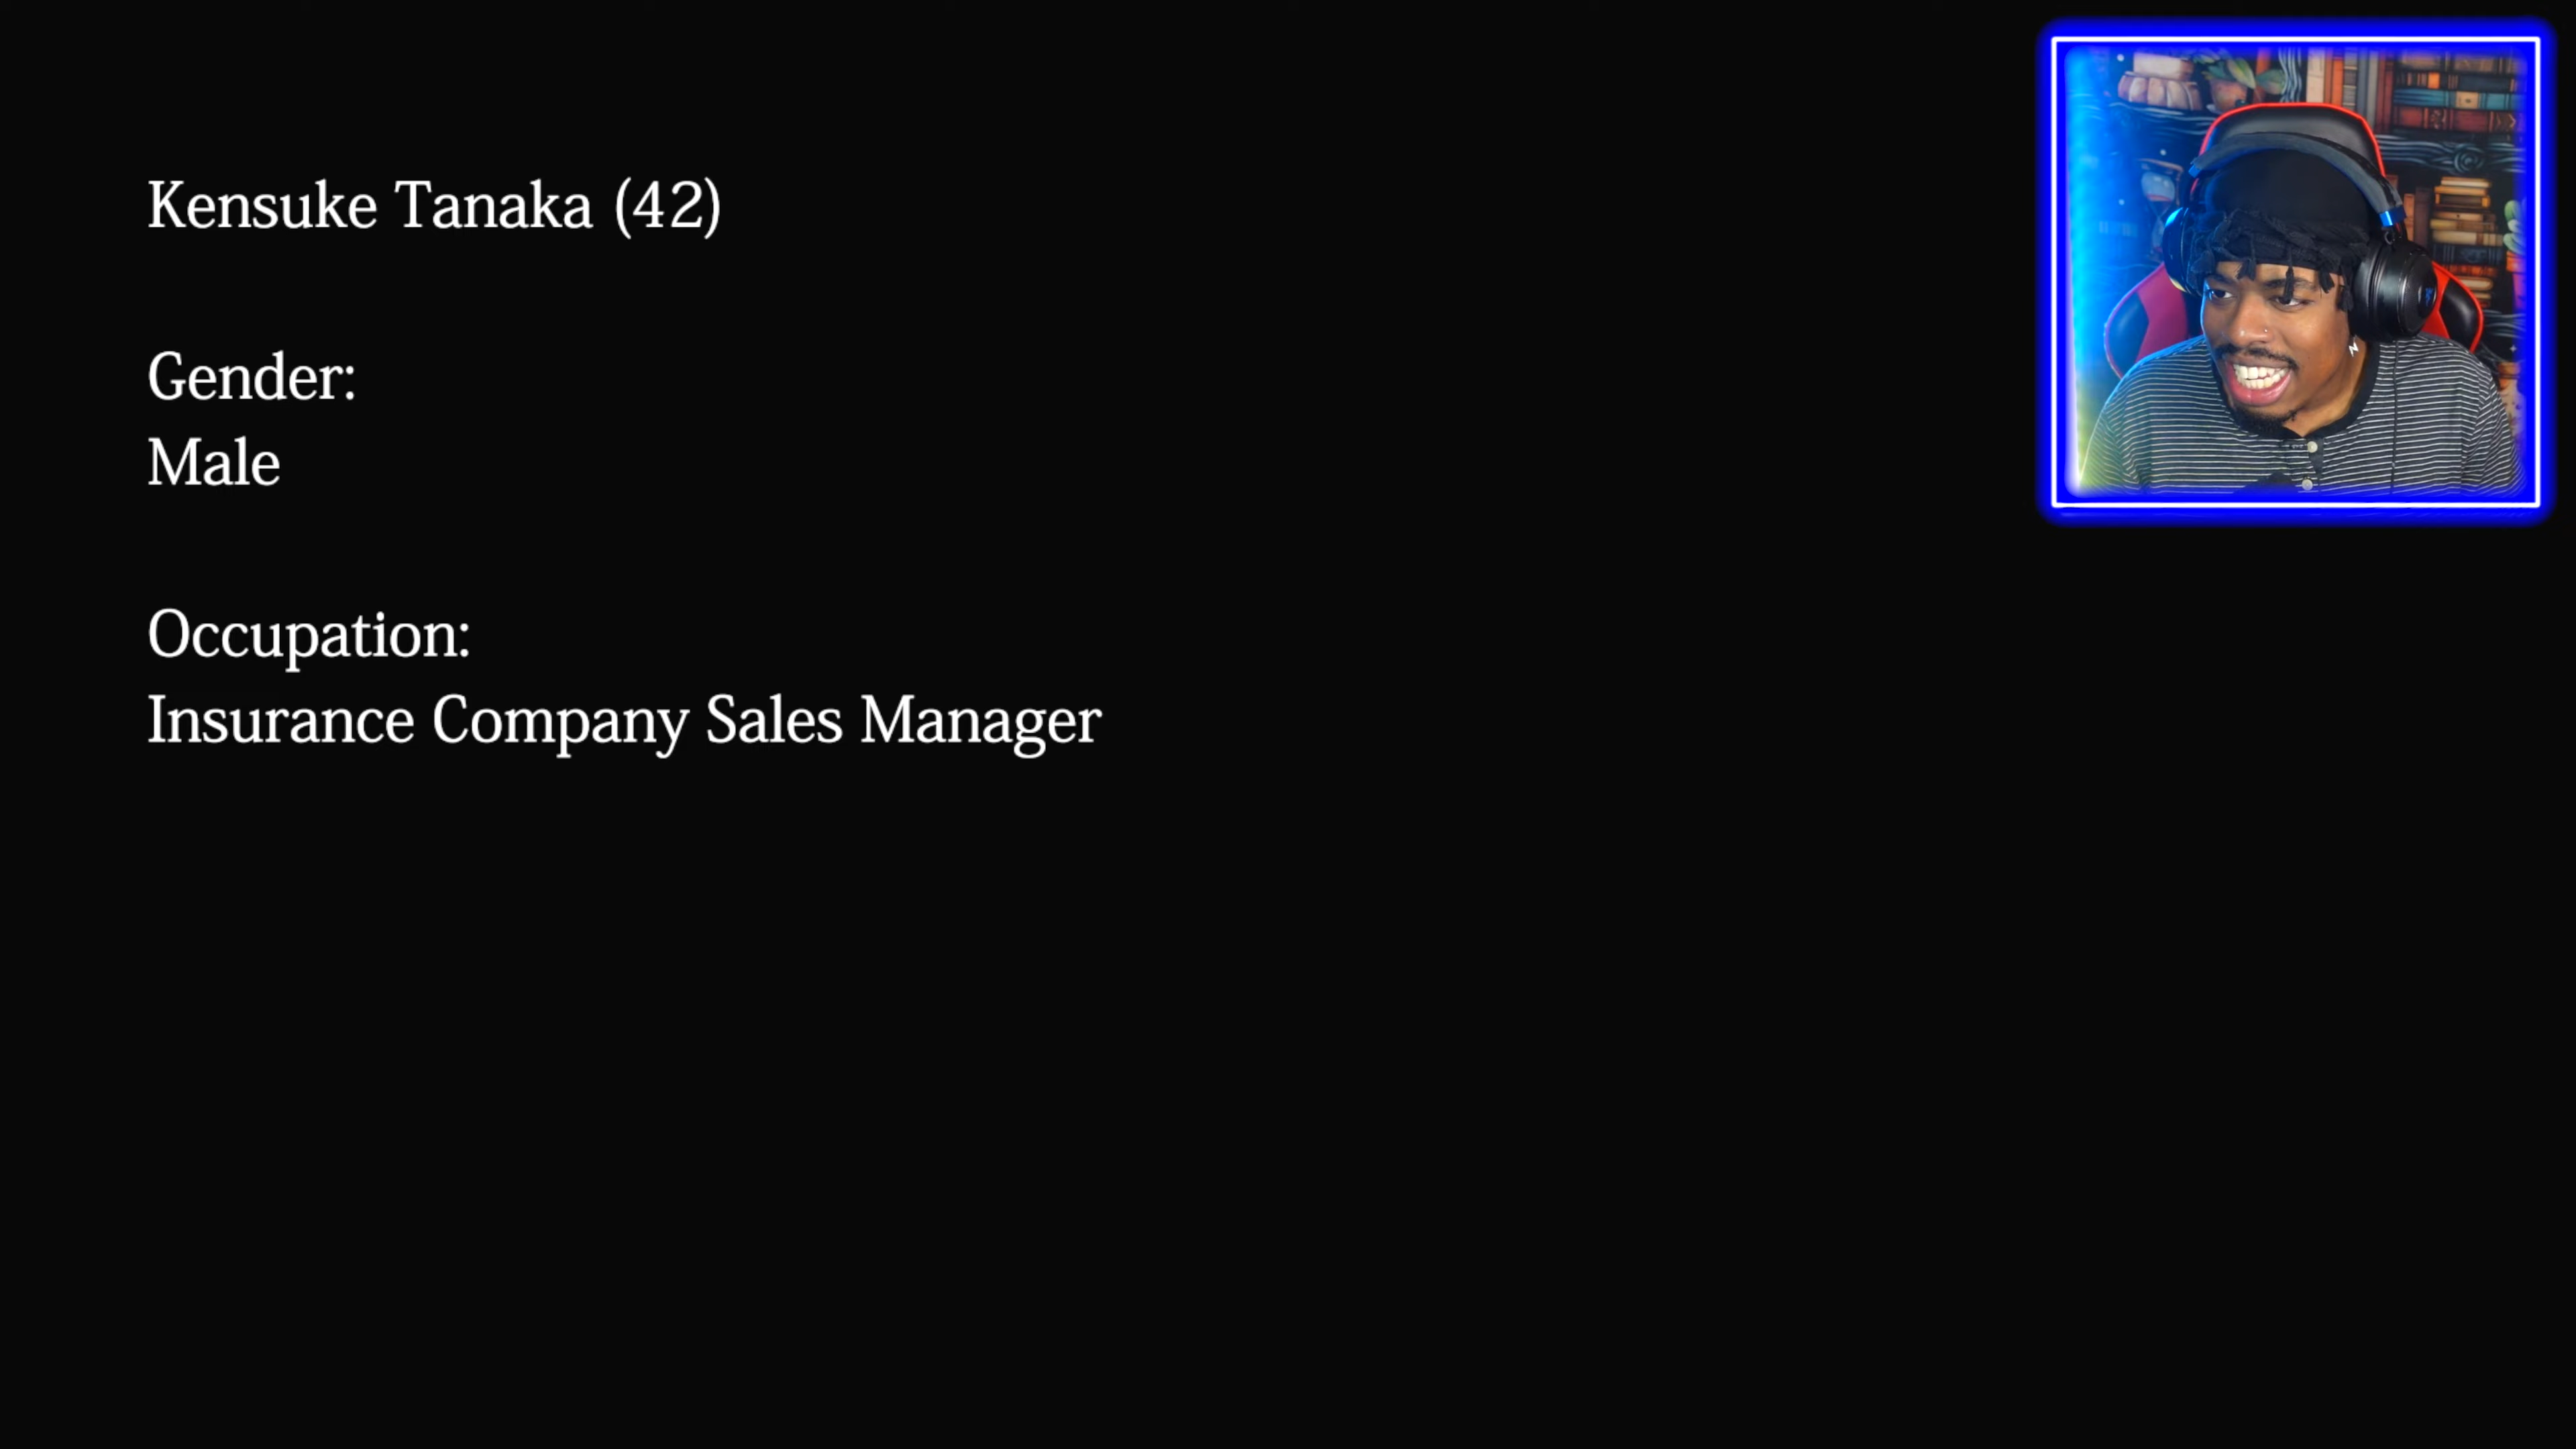 Kensuke Tanaka (42)
Gender:
Male
Occupation:
Insurance Company Sales Manager